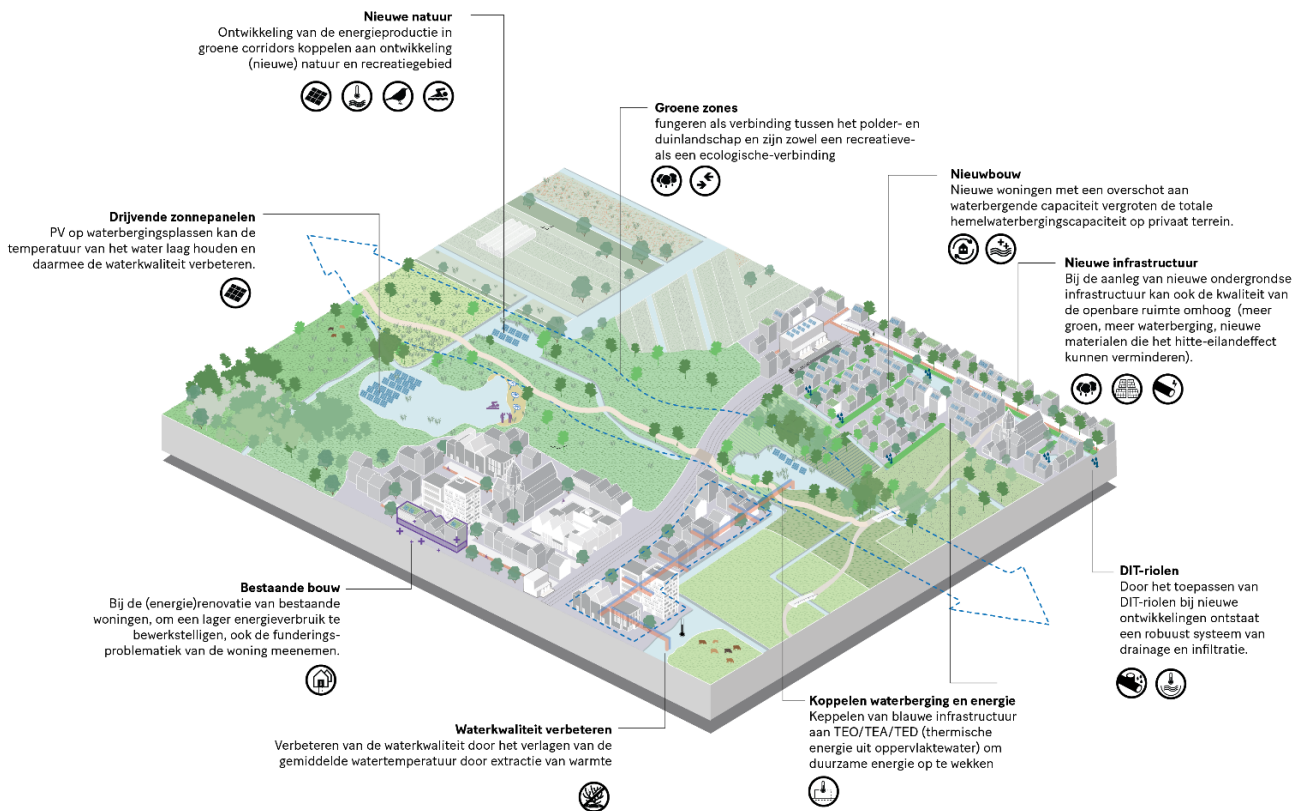 Nieuwe natuur
Ontwikkeling van de energieproductie in
groene corridors koppelen aan ontwikkeling
(nieuwe) natuur en recreatiegebied
Groene zones
fungeren als verbinding tussen het polder- en
duinlandschap en zijn zowel een recreatieve-
als een ecologische-verbinding
Nieuwbouw
Nieuwe woningen met een overschot aan
waterbergende capaciteit vergroten de totale
hemelwaterbergingscapaciteit op privaat terrein.
Drijvende zonnepanelen
PV op waterbergingsplassen kan de
temperatuur van het water laag houden en
daarmee de waterkwaliteit verbeteren.
Nieuwe infrastructuur
Bij de aanleg van nieuwe ondergrondse
infrastructuur kan ook de kwaliteit van
de openbare ruimte omhoog (meer
groen, meer waterberging, nieuwe
materialen die het hitte-eilandeffect
kunnen verminderen).
Bestaande bouw
Bij de (energie)renovatie van bestaande
woningen, om een lager energieverbruik te
bewerkstelligen, ook de funderings-
problematiek van de woning meenemen.
DIT-riolen
Door het toepassen van
DIT-riolen bij nieuwe
ontwikkelingen ontstaat
een robuust systeem van
drainage en infiltratie.
Waterkwaliteit verbeteren
Verbeteren van de waterkwaliteit door het verlagen van de
gemiddelde watertemperatuur door extractie van warmte
Koppelen waterberging en energie
Keppelen van blauwe infrastructuur
aan TEO/TEA/TED (thermische
energie uit oppervlaktewater) om
duurzame energie op te wekken